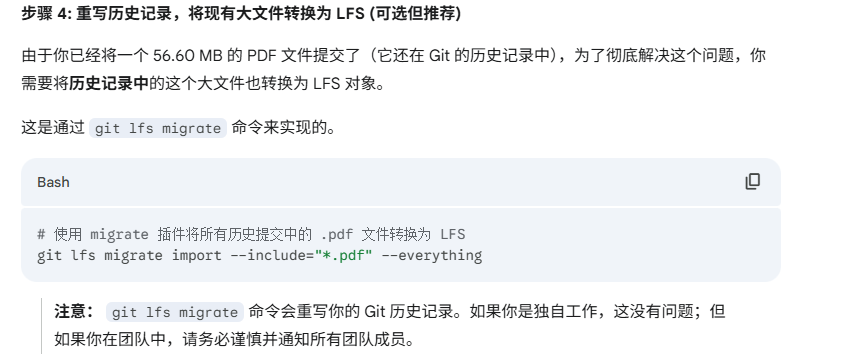 步骤 4: 重写历史记录，将现有大文件转换为 LFS (可选但推荐)
由于你已经将一个 56.60 MB 的 PDF 文件提交了（它还在 Git 的历史记录中），为了彻底解决这个问题，你
需要将历史记录中的这个大文件也转换为 LFS 对象。
这是通过 git lfs migrate 命令来实现的。
Bash
# 使用 migrate 插件将所有历史提交中的 .pdf 文件转换为 LFS
git lfs migrate import --include="*.pdf" --everything
注意： git lfs migrate 命令会重写你的 Git 历史记录。如果你是独自工作，这没有问题；但
如果你在团队中，请务必谨慎并通知所有团队成员。